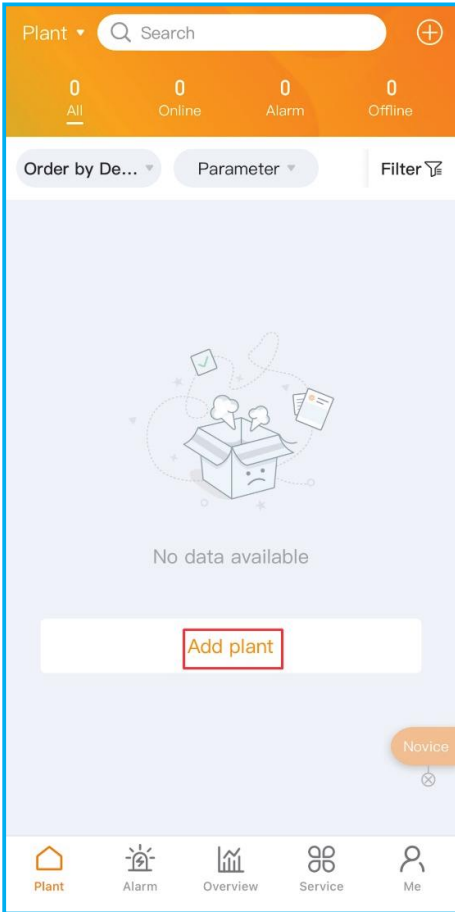 Plant Search
0 0 0 0
All Online Alarm Offline
Order by De... Parameter Filter
No data available
Add plant
Novice
Plant Alarm Overview Service Me